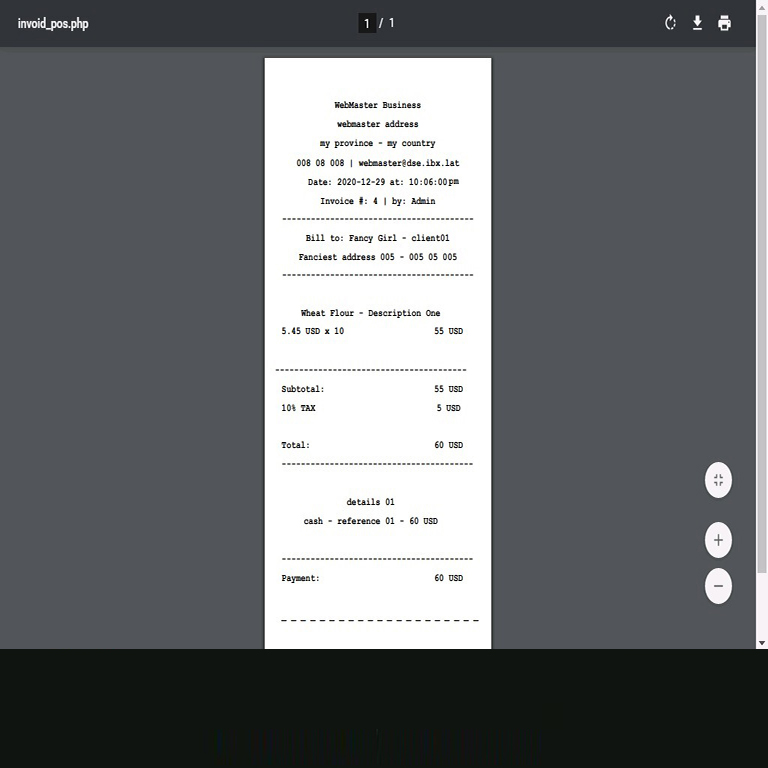 invoid_pos.php
1 / 1
WebMaster Business
webmaster address
my province - my country
008 08 008 | webmaster@dse.ibx.lat
Date: 2020-12-29 at: 10:06:00pm
Invoice #: 4 | by: Admin
----------------------------------------
Bill to: Fancy Girl - client01
Fanciest address 005 - 005 05 005
----------------------------------------
Wheat Flour - Description One
5.45 USD x 10 55 USD
----------------------------------------
Subtotal: 55 USD
10% TAX 5 USD
Total: 60 USD
----------------------------------------
details 01
cash - reference 01 - 60 USD
----------------------------------------
Payment: 60 USD